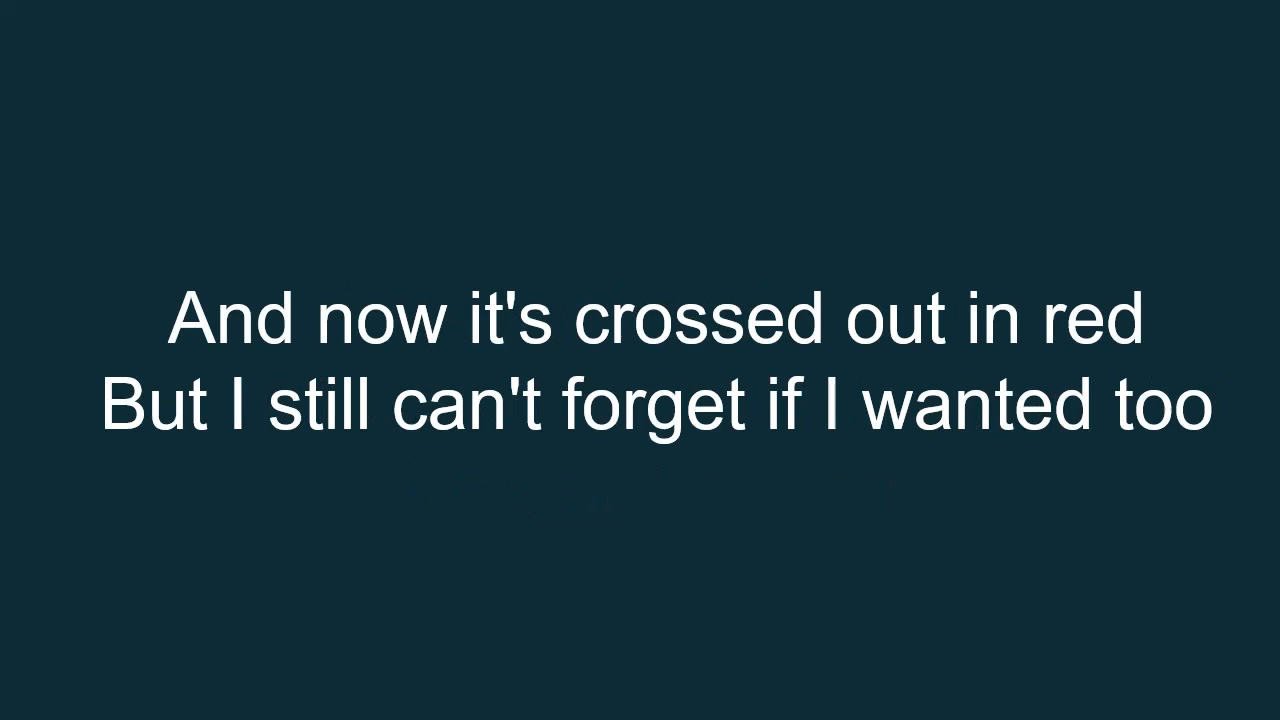 And now it's crossed out in red
But I still can't forget if I wanted too